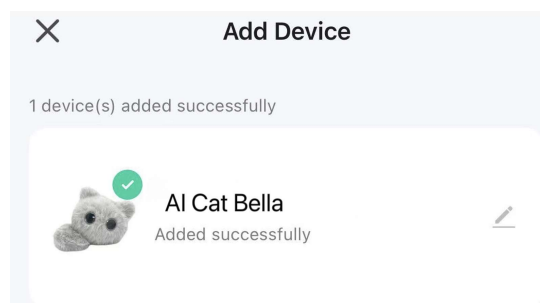 Add Device
1 device(s) added successfully
AI Cat Bella
Added successfully